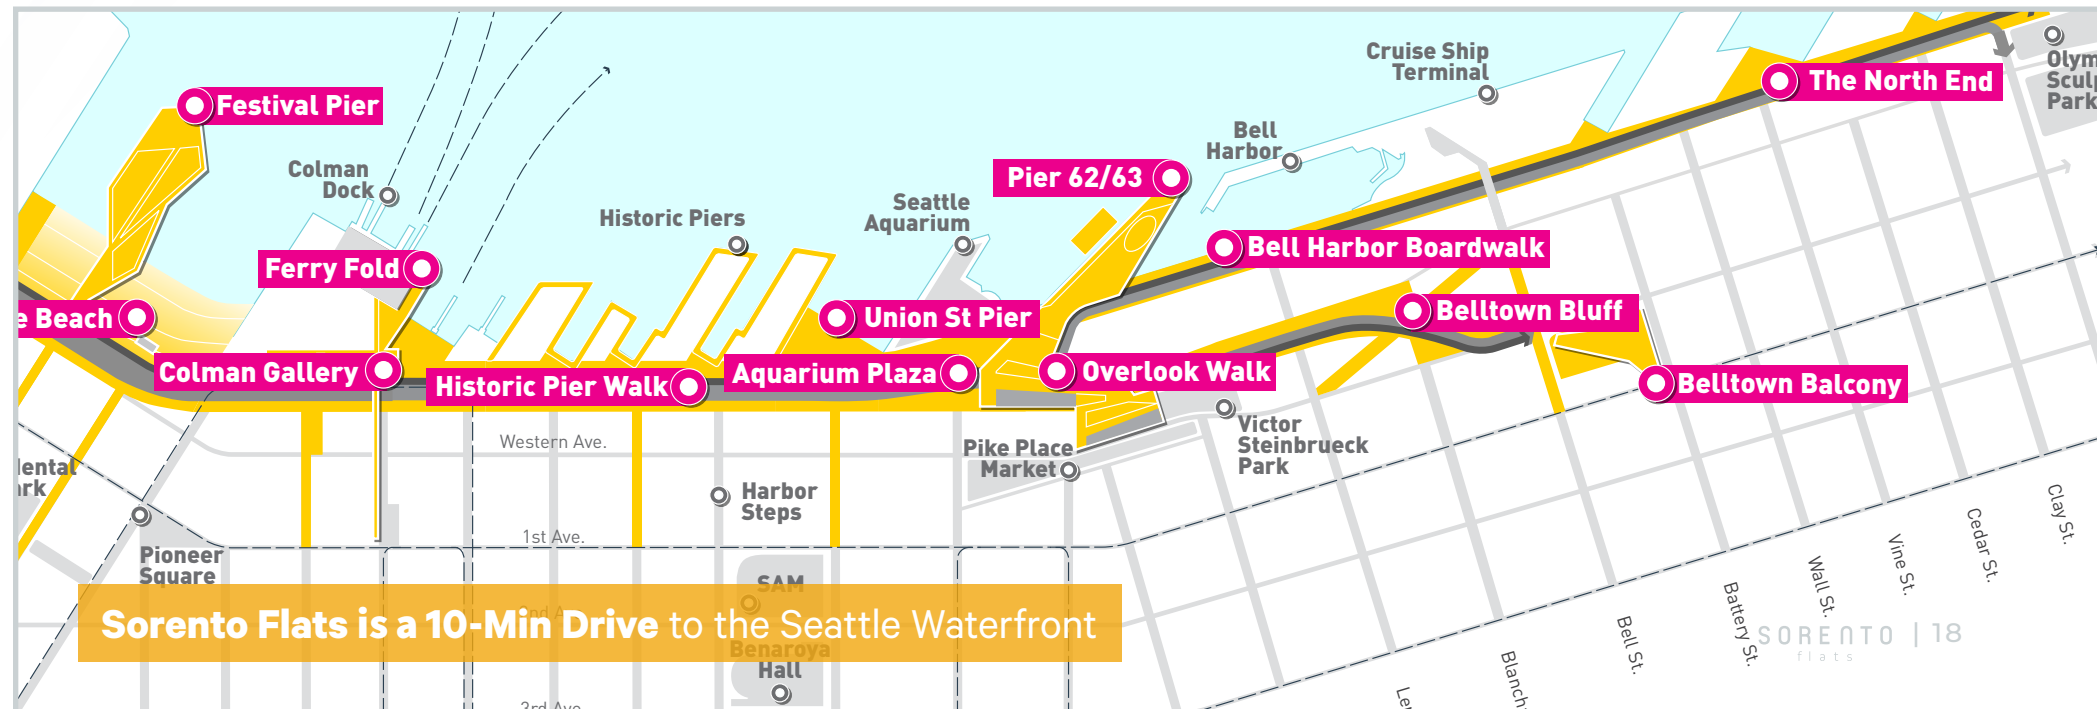 Cruise Ship
Terminal
The North End
Festival Pier
Bell
Harbor
Colman
Dock
Pier 62/63
Seattle
Aquarium
Historic Piers
Bell Harbor Boardwalk
Ferry Fold
Beach
Union St Pier
Belltown Bluff
Colman Gallery
Historic Pier Walk
Aquarium Plaza
Overlook Walk
Belltown Balcony
Western Ave.
Pike Place
Market
Victor
Steinbrueck
Park
Harbor
Steps
1st Ave.
Pioneer
Square
SAM
Sorento Flats is a 10-Min Drive to the Seattle Waterfront
Benaroya
Hall
3rd Ave.
Bell St.
Battery St.
Wall St.
Vine St.
Cedar St.
Clay St.
Park
SORENTO | 18
flats